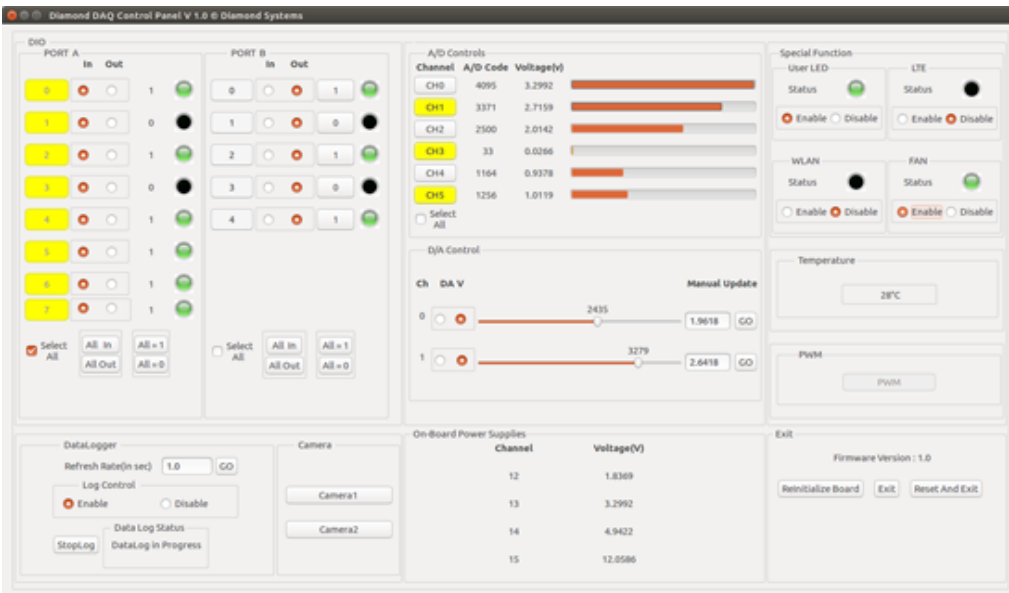 Diamond DAQ Control Panel V 1.0 © Diamond Systems
DIO
PORT A
In Out
0 1
1 0
2 1
3 0
4 1
5 1
6 1
7 1
Select All
All In
All = 1
All Out
All = 0
PORT B
In Out
0 1
1 0
2 1
3 0
4 1
Select All
All In
All = 1
All Out
All = 0
A/D Controls
Channel A/D Code Voltage(v)
CH0 4095 3.2992
CH1 3371 2.7159
CH2 2500 2.0142
CH3 33 0.0266
CH4 1164 0.9378
CH5 1256 1.0119
Select
All
D/A Control
Ch DA V Manual Update
0 2435 1.9618 GO
1 3279 2.6418 GO
Special Function
User LED
Status
Enable Disable
LTE
Status
Enable Disable
WLAN
Status
Enable Disable
FAN
Status
Enable Disable
Temperature
28°C
PWM
PWM
DataLogger
Refresh Rate(in sec) 1.0 GO
Log Control
Enable Disable
Data Log Status
StopLog DataLog in Progress
Camera
Camera1
Camera2
On-Board Power Supplies
Channel Voltage(V)
12 1.8369
13 3.2992
14 4.9422
15 12.0586
Exit
Firmware Version : 1.0
Reinitialize Board Exit Reset And Exit